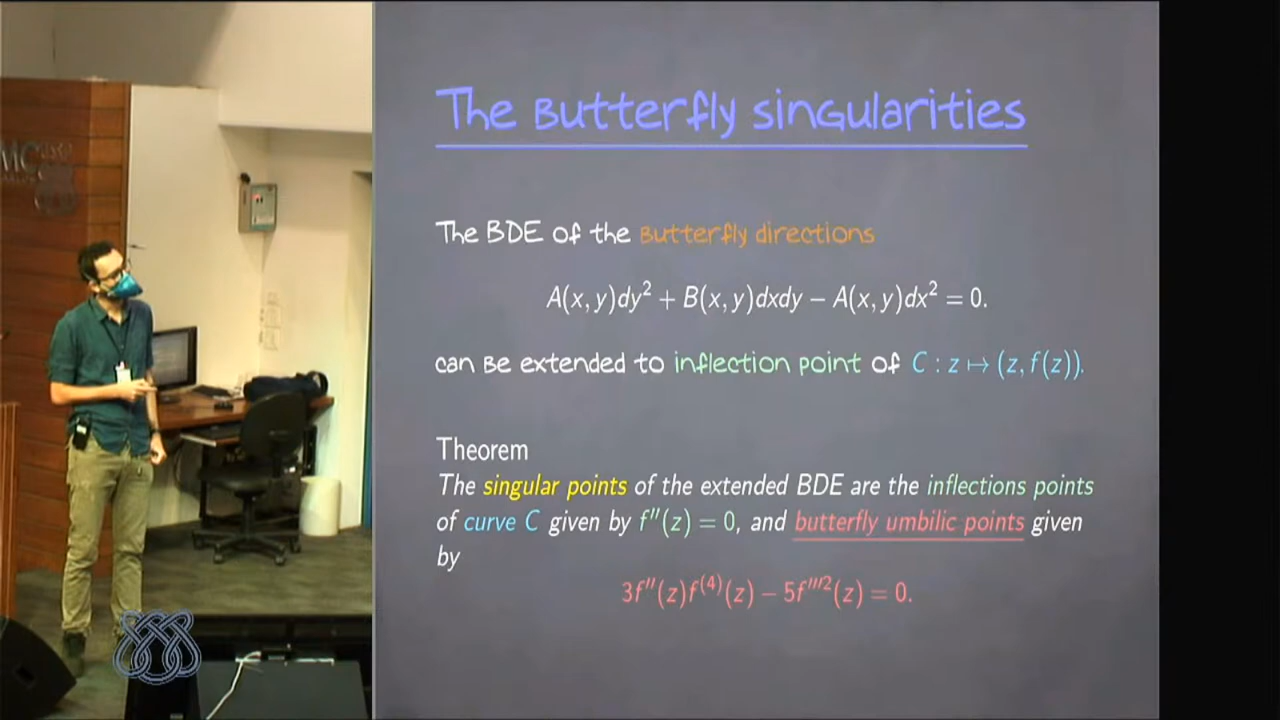 MC
The Butterfly singularities
The BDE of the Butterfly directions
A(x, y)dy² + B(x, y)dxdy − A(x, y)dx² = 0.
can be extended to inflection point of C : z ↦ (z, f(z)).
Theorem
The singular points of the extended BDE are the inflections points
of curve C given by f″(z) = 0, and butterfly umbilic points given
by
3f″(z)f⁽⁴⁾(z) − 5f‴²(z) = 0.